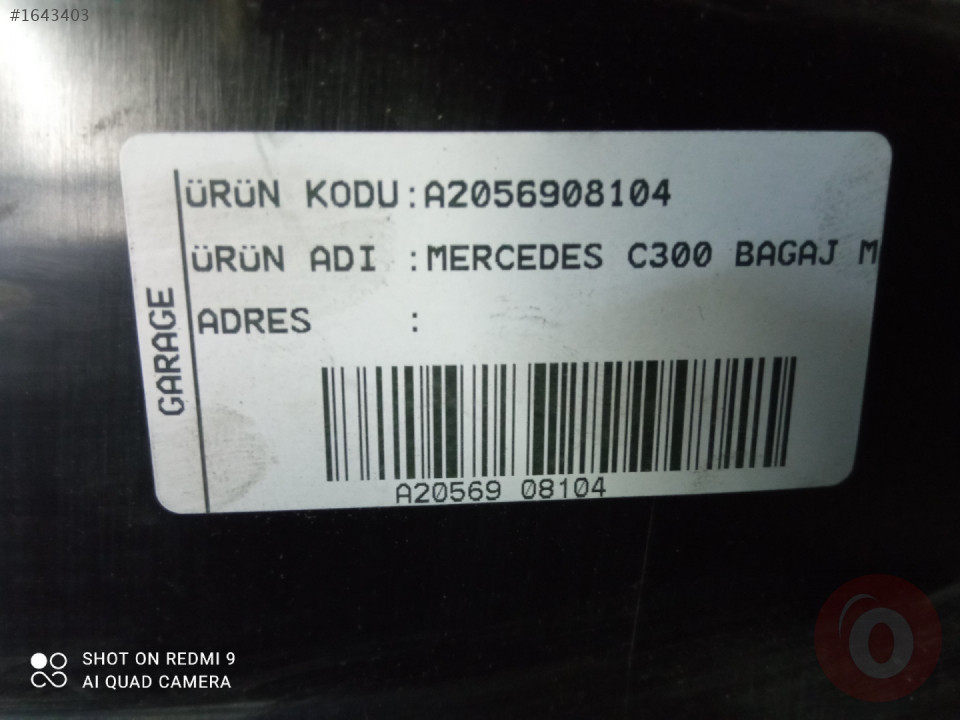 #1643403
ÜRÜN KODU:A2056908104
ÜRÜN ADI :MERCEDES C300 BAGAJ M
ADRES :
GARAGE
A20569 08104
SHOT ON REDMI 9
AI QUAD CAMERA